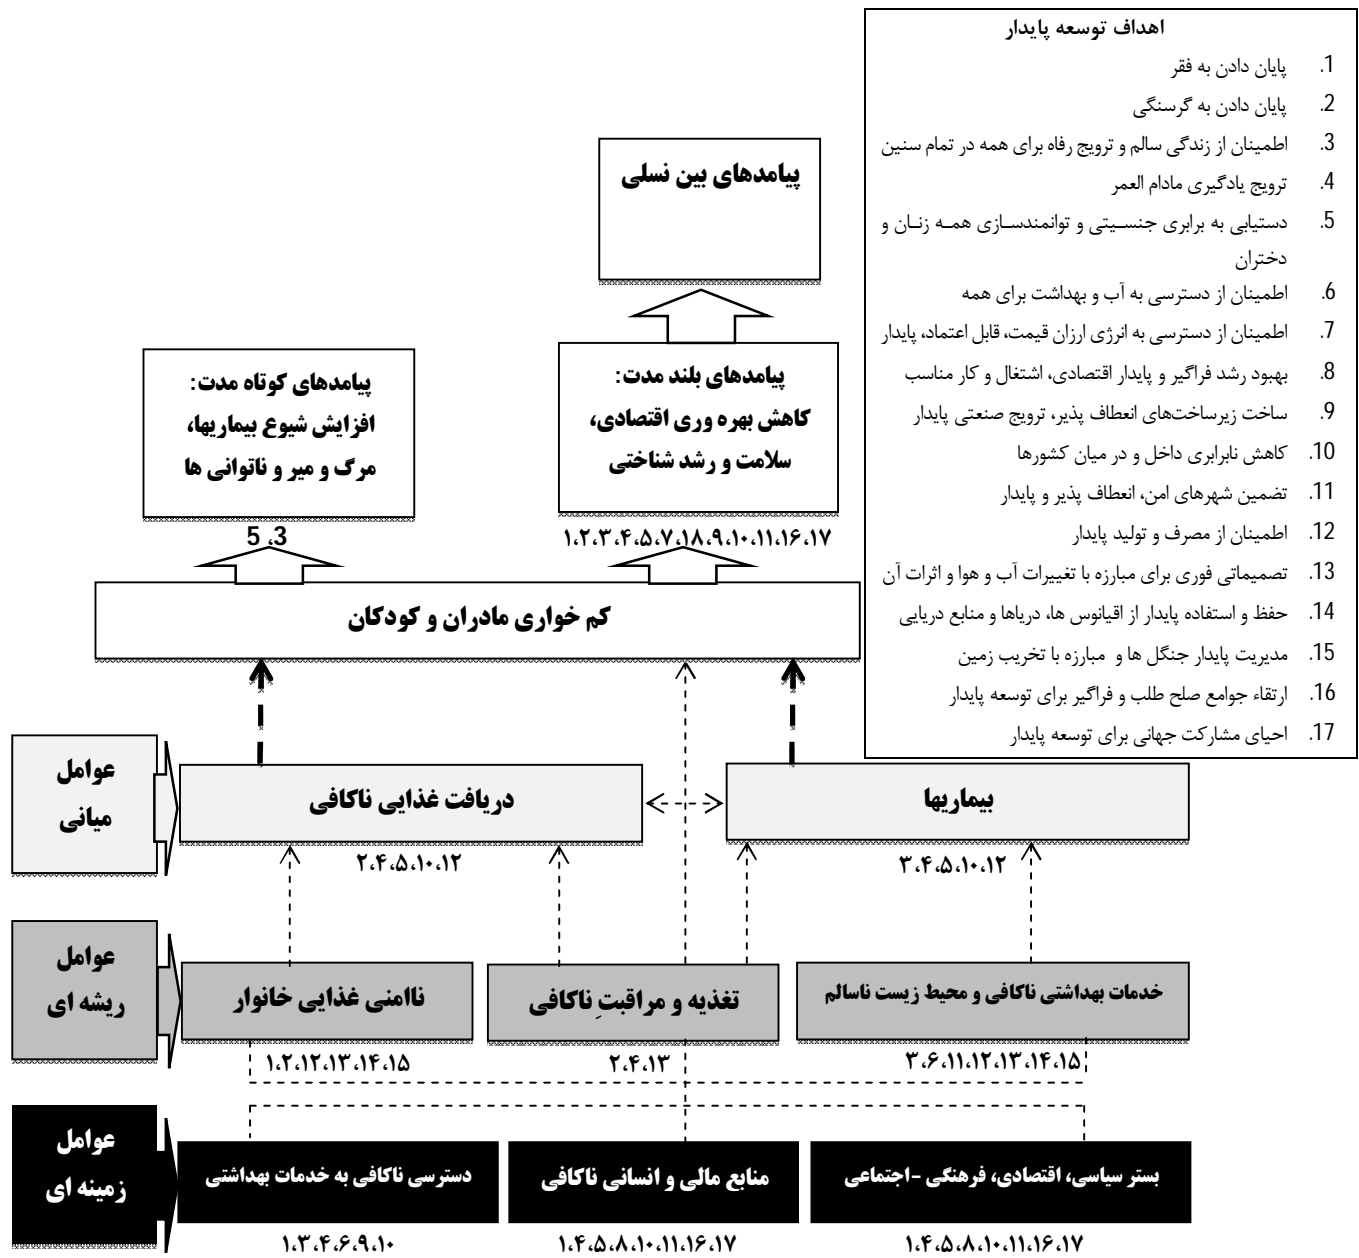 اهداف توسعه پایدار
1. پایان دادن به فقر
2. پایان دادن به گرسنگی
3. اطمینان از زندگی سالم و ترویج رفاه برای همه در تمام سنین
4. ترویج یادگیری مادام العمر
5. دستیابی به برابری جنسیتی و توانمندسازی همه زنان و
دختران
6. اطمینان از دسترسی به آب و بهداشت برای همه
7. اطمینان از دسترسی به انرژی ارزان قیمت، قابل اعتماد، پایدار
8. بهبود رشد فراگیر و پایدار اقتصادی، اشتغال و کار مناسب
9. ساخت زیرساخت‌های انعطاف پذیر، ترویج صنعتی پایدار
10. کاهش نابرابری داخل و در میان کشورها
11. تضمین شهرهای امن، انعطاف پذیر و پایدار
12. اطمینان از مصرف و تولید پایدار
13. تصمیماتی فوری برای مبارزه با تغییرات آب و هوا و اثرات آن
14. حفظ و استفاده پایدار از اقیانوس ها، دریاها و منابع دریایی
15. مدیریت پایدار جنگل ها و مبارزه با تخریب زمین
16. ارتقاء جوامع صلح طلب و فراگیر برای توسعه پایدار
17. احیای مشارکت جهانی برای توسعه پایدار
پیامدهای بین نسلی
پیامدهای بلند مدت:
کاهش بهره وری اقتصادی،
سلامت و رشد شناختی
۱،۲،۳،۴،۵،۷،۱۸،۹،۱۰،۱۱،۱۶،۱۷
پیامدهای کوتاه مدت:
افزایش شیوع بیماریها،
مرگ و میر و ناتوانی ها
5 ،3
کم خواری مادران و کودکان
عوامل
میانی
دریافت غذایی ناکافی
۲،۴،۵،۱۰،۱۲
بیماریها
۳،۴،۵،۱۰،۱۲
عوامل
ریشه ای
ناامنی غذایی خانوار
۱،۲،۱۲،۱۳،۱۴،۱۵
تغذیه و مراقبتِ ناکافی
۲،۴،۱۳
خدمات بهداشتی ناکافی و محیط زیست ناسالم
۳،۶،۱۱،۱۲،۱۳،۱۴،۱۵
عوامل
زمینه ای
دسترسی ناکافی به خدمات بهداشتی
۱،۳،۴،۶،۹،۱۰
منابع مالی و انسانی ناکافی
۱،۴،۵،۸،۱۰،۱۱،۱۶،۱۷
بستر سیاسی، اقتصادی، فرهنگی -اجتماعی
۱،۴،۵،۸،۱۰،۱۱،۱۶،۱۷